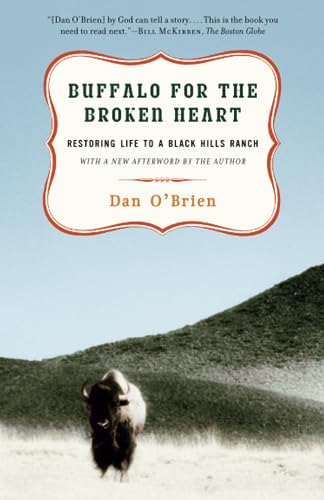 "[Dan O'Brien] by God can tell a story. . . . This is the book you
need to read next."—BILL MCKIBBEN, The Boston Globe
BUFFALO FOR THE
BROKEN HEART
RESTORING LIFE TO A BLACK HILLS RANCH
WITH A NEW AFTERWORD BY THE AUTHOR
Dan O'Brien